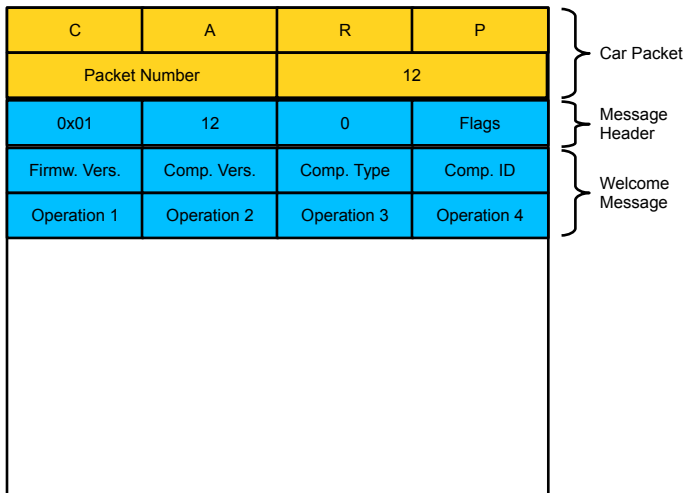 C A R P
Car Packet
Packet Number 12
0x01 12 0 Flags
Message
Header
Firmw. Vers. Comp. Vers. Comp. Type Comp. ID
Welcome
Message
Operation 1 Operation 2 Operation 3 Operation 4